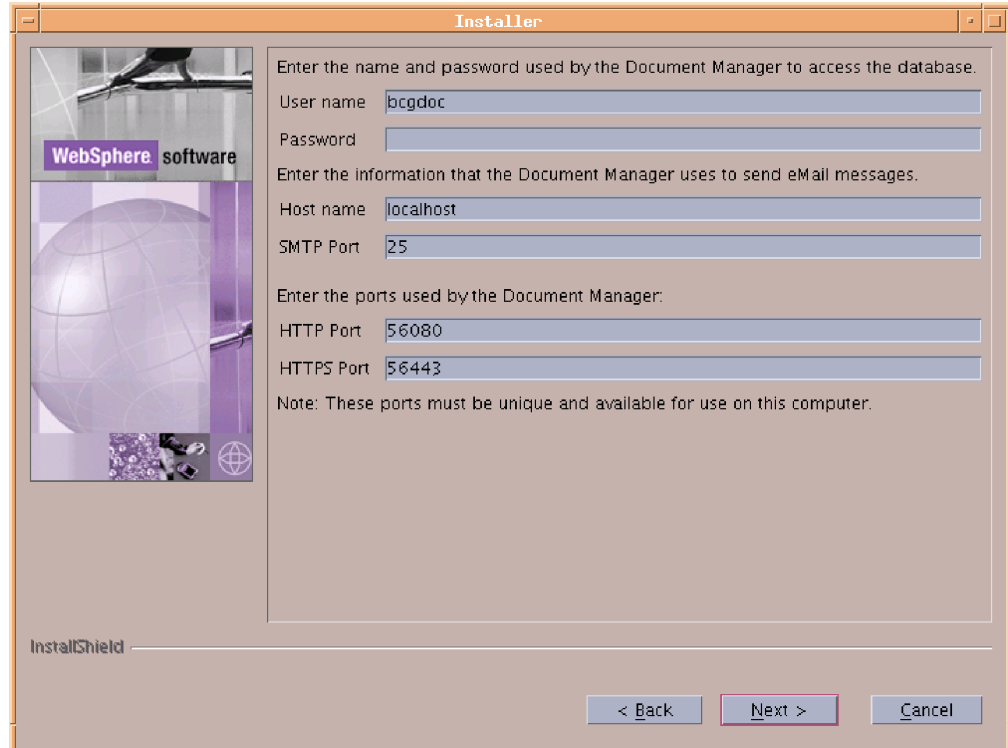 Installer
Enter the name and password used by the Document Manager to access the database.
User name bcgdoc
Password
WebSphere software
Enter the information that the Document Manager uses to send eMail messages.
Host name localhost
SMTP Port 25
Enter the ports used by the Document Manager:
HTTP Port 56080
HTTPS Port 56443
Note: These ports must be unique and available for use on this computer.
InstallShield
< Back Next > Cancel